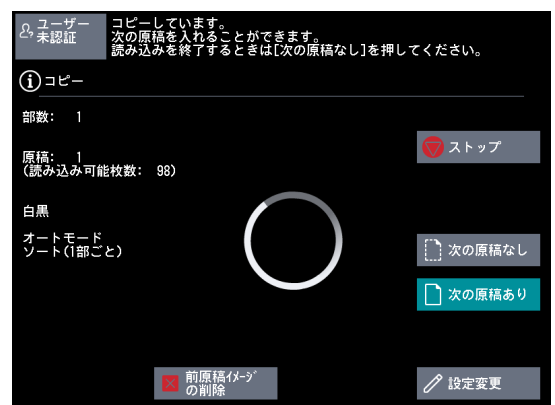 ユーザー
未認証
コピーしています。
次の原稿を入れることができます。
読み込みを終了するときは[次の原稿なし]を押してください。
コピー
部数： 1
ストップ
原稿： 1
(読み込み可能枚数： 98)
白黒
オートモード
ソート(1部ごと)
次の原稿なし
次の原稿あり
前原稿ｲﾒｰｼﾞ
の削除
設定変更